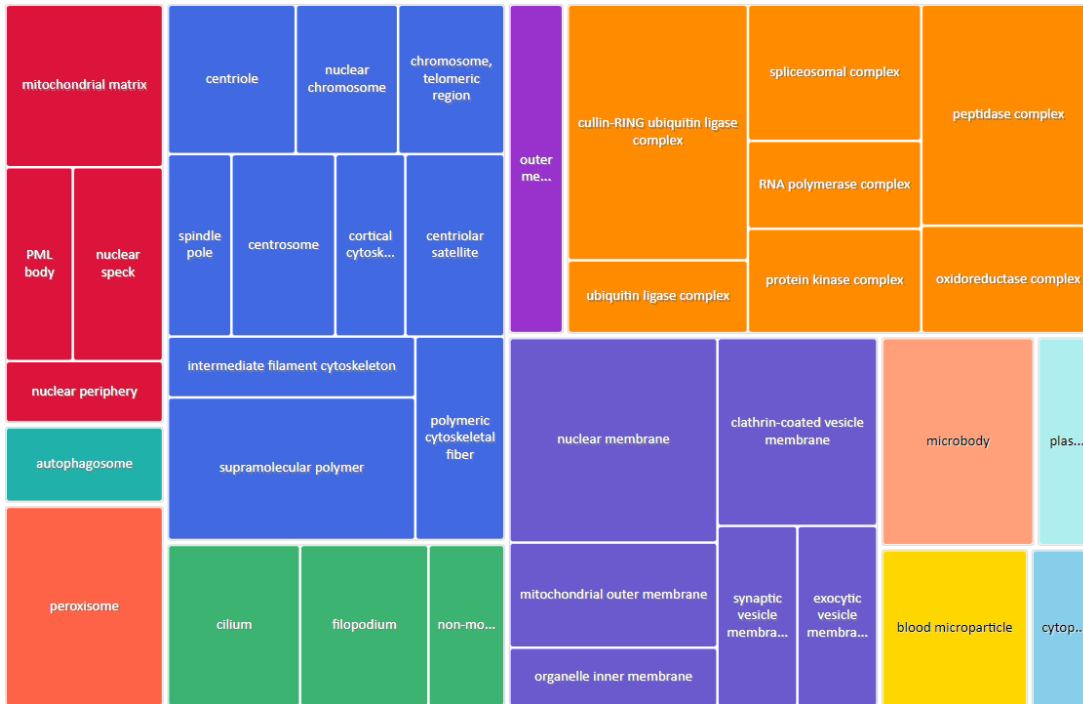 mitochondrial matrix
PML
body
nuclear
speck
nuclear periphery
autophagosome
peroxisome
centriole
nuclear
chromosome
chromosome,
telomeric
region
spindle
pole
centrosome
cortical
cytosk...
centriolar
satellite
intermediate filament cytoskeleton
supramolecular polymer
polymeric
cytoskeletal
fiber
cilium
filopodium
non-mo...
outer
me...
cullin-RING ubiquitin ligase
complex
ubiquitin ligase complex
spliceosomal complex
RNA polymerase complex
protein kinase complex
peptidase complex
oxidoreductase complex
nuclear membrane
mitochondrial outer membrane
organelle inner membrane
clathrin-coated vesicle
membrane
synaptic
vesicle
membra...
exocytic
vesicle
membra...
microbody
plas...
blood microparticle
cytop...